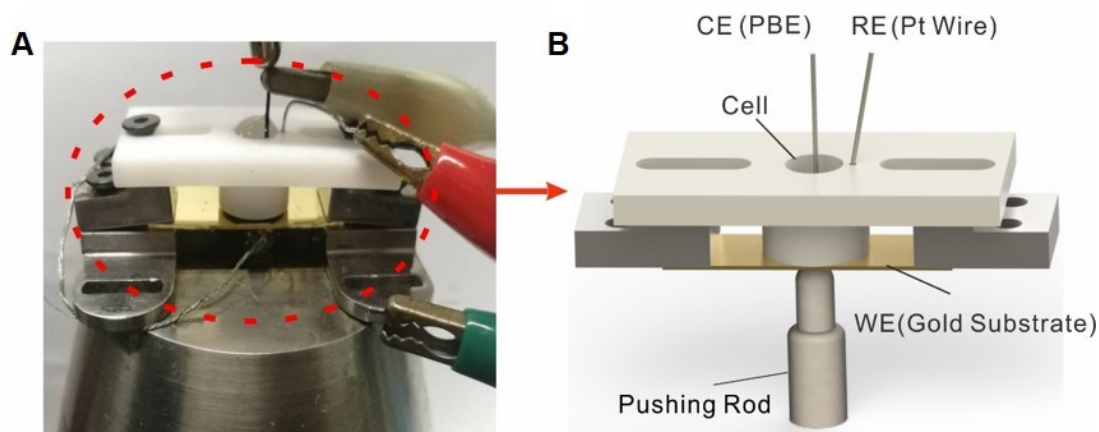 A
B
CE (PBE)
RE (Pt Wire)
Cell
WE(Gold Substrate)
Pushing Rod